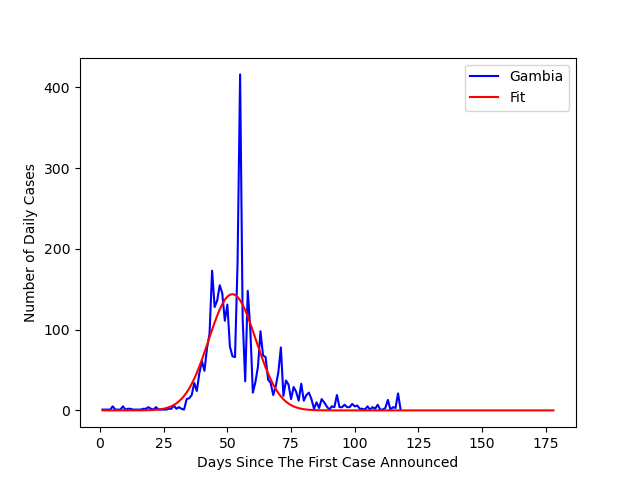 Gambia
Fit
Number of Daily Cases
400
300
200
100
0
0 25 50 75 100 125 150 175
Days Since The First Case Announced